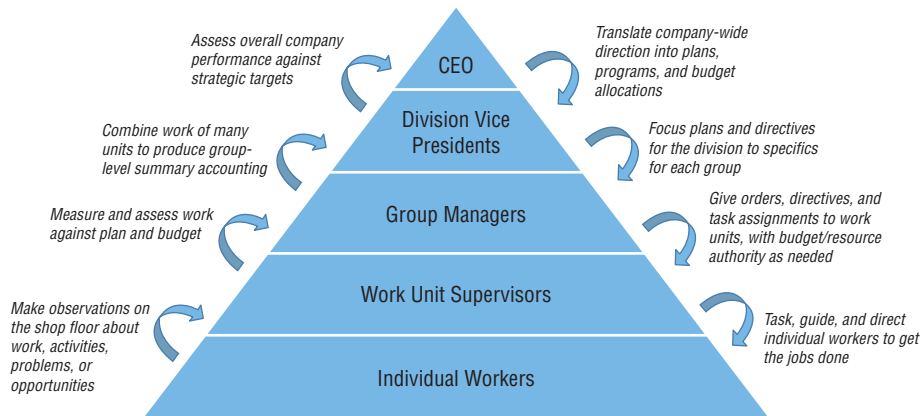 Assess overall company
performance against
strategic targets
CEO
Translate company-wide
direction into plans,
programs, and budget
allocations
Combine work of many
units to produce group-
level summary accounting
Division Vice
Presidents
Focus plans and directives
for the division to specifics
for each group
Measure and assess work
against plan and budget
Group Managers
Give orders, directives, and
task assignments to work
units, with budget/resource
authority as needed
Make observations on
the shop floor about
work, activities,
problems, or
opportunities
Work Unit Supervisors
Task, guide, and direct
individual workers to get
the jobs done
Individual Workers